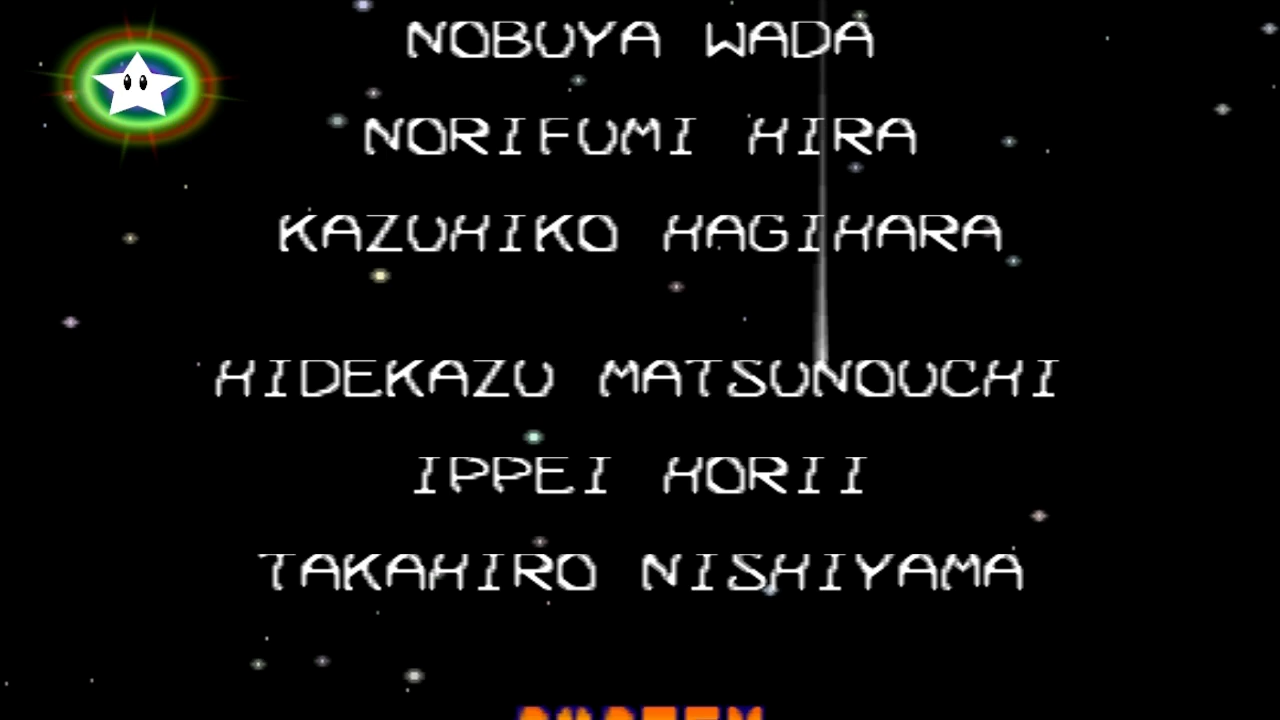 NOBUYA WADA
NORIFUMI HIRA
KAZUHIKO HAGIHARA
HIDEKAZU MATSUNOUCHI
IPPEI HORII
TAKAHIRO NISHIYAMA